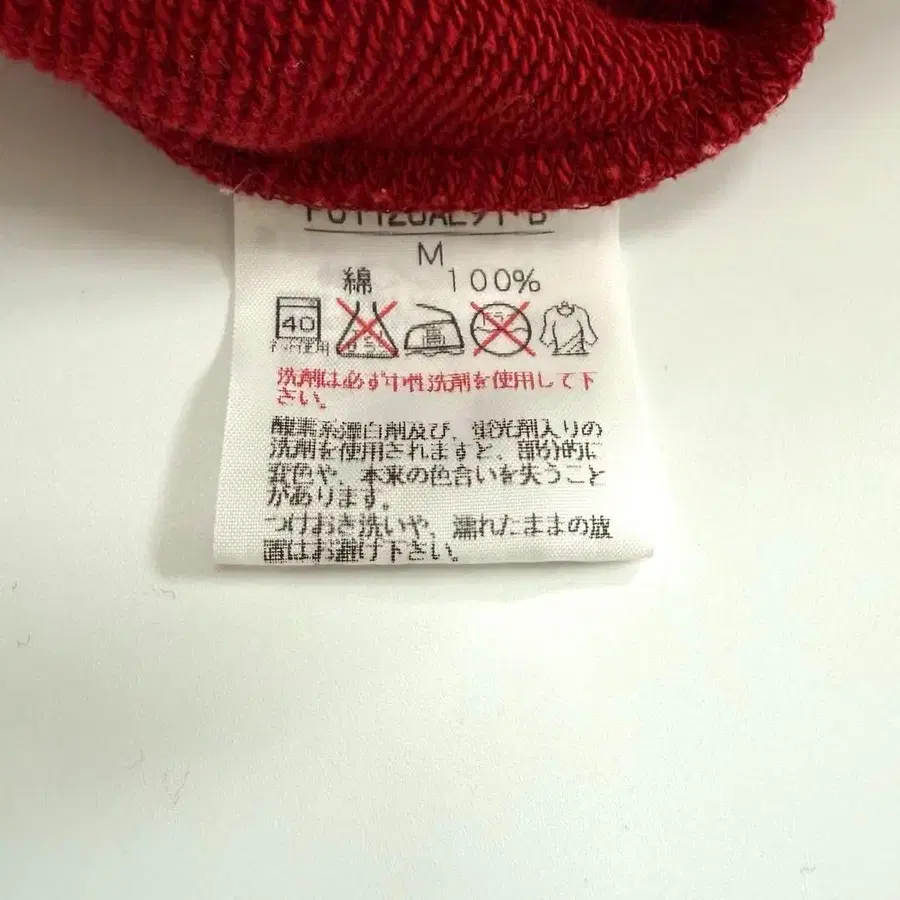 M
綿 100%
40
洗剤は必ず中性洗剤を使用して下
さい。
酸素系漂白剤及び、蛍光剤入りの
洗剤を使用されますと、部分的に
変色や、本来の色合いを失うこと
があります。
つけおき洗いや、濡れたままの放
置はお避け下さい。